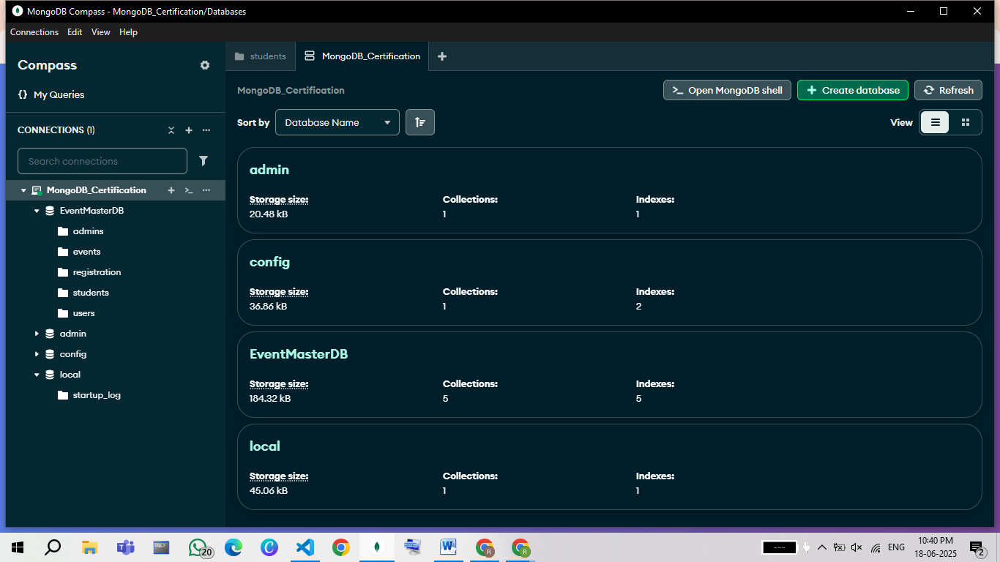 MongoDB Compass - MongoDB_Certification/Databases
Connections Edit View Help
Compass
My Queries
CONNECTIONS (1)
Search connections
MongoDB_Certification
EventMasterDB
admins
events
registration
students
users
admin
config
local
startup_log
students MongoDB_Certification
MongoDB_Certification
Open MongoDB shell Create database Refresh
Sort by Database Name View
admin
Storage size: Collections: Indexes:
20.48 kB 1 1
config
Storage size: Collections: Indexes:
36.86 kB 1 2
EventMasterDB
Storage size: Collections: Indexes:
184.32 kB 5 5
local
Storage size: Collections: Indexes:
45.06 kB 1 1
20
R
R
---
ENG
10:40 PM
18-06-2025
2